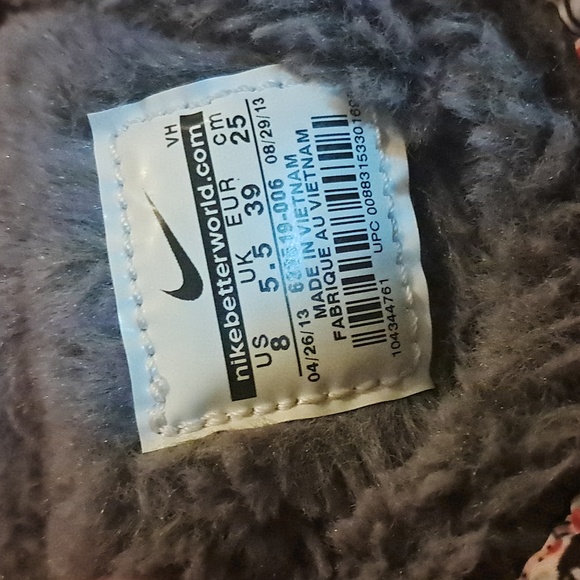 VH
nikebetterworld.com
US UK EUR cm
8 5.5 39 25
04/26/13 08/29/13
MADE IN VIETNAM
FABRIQUE AU VIETNAM
UPC
104344761